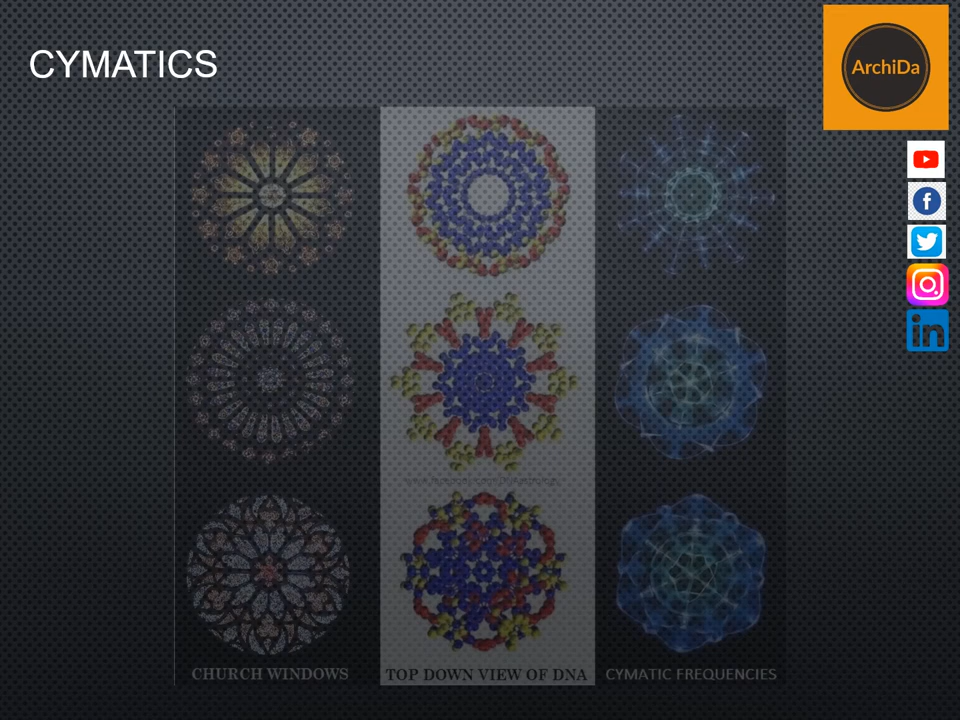 CYMATICS
ArchiDa
CHURCH WINDOWS
TOP DOWN VIEW OF DNA
CYMATIC FREQUENCIES